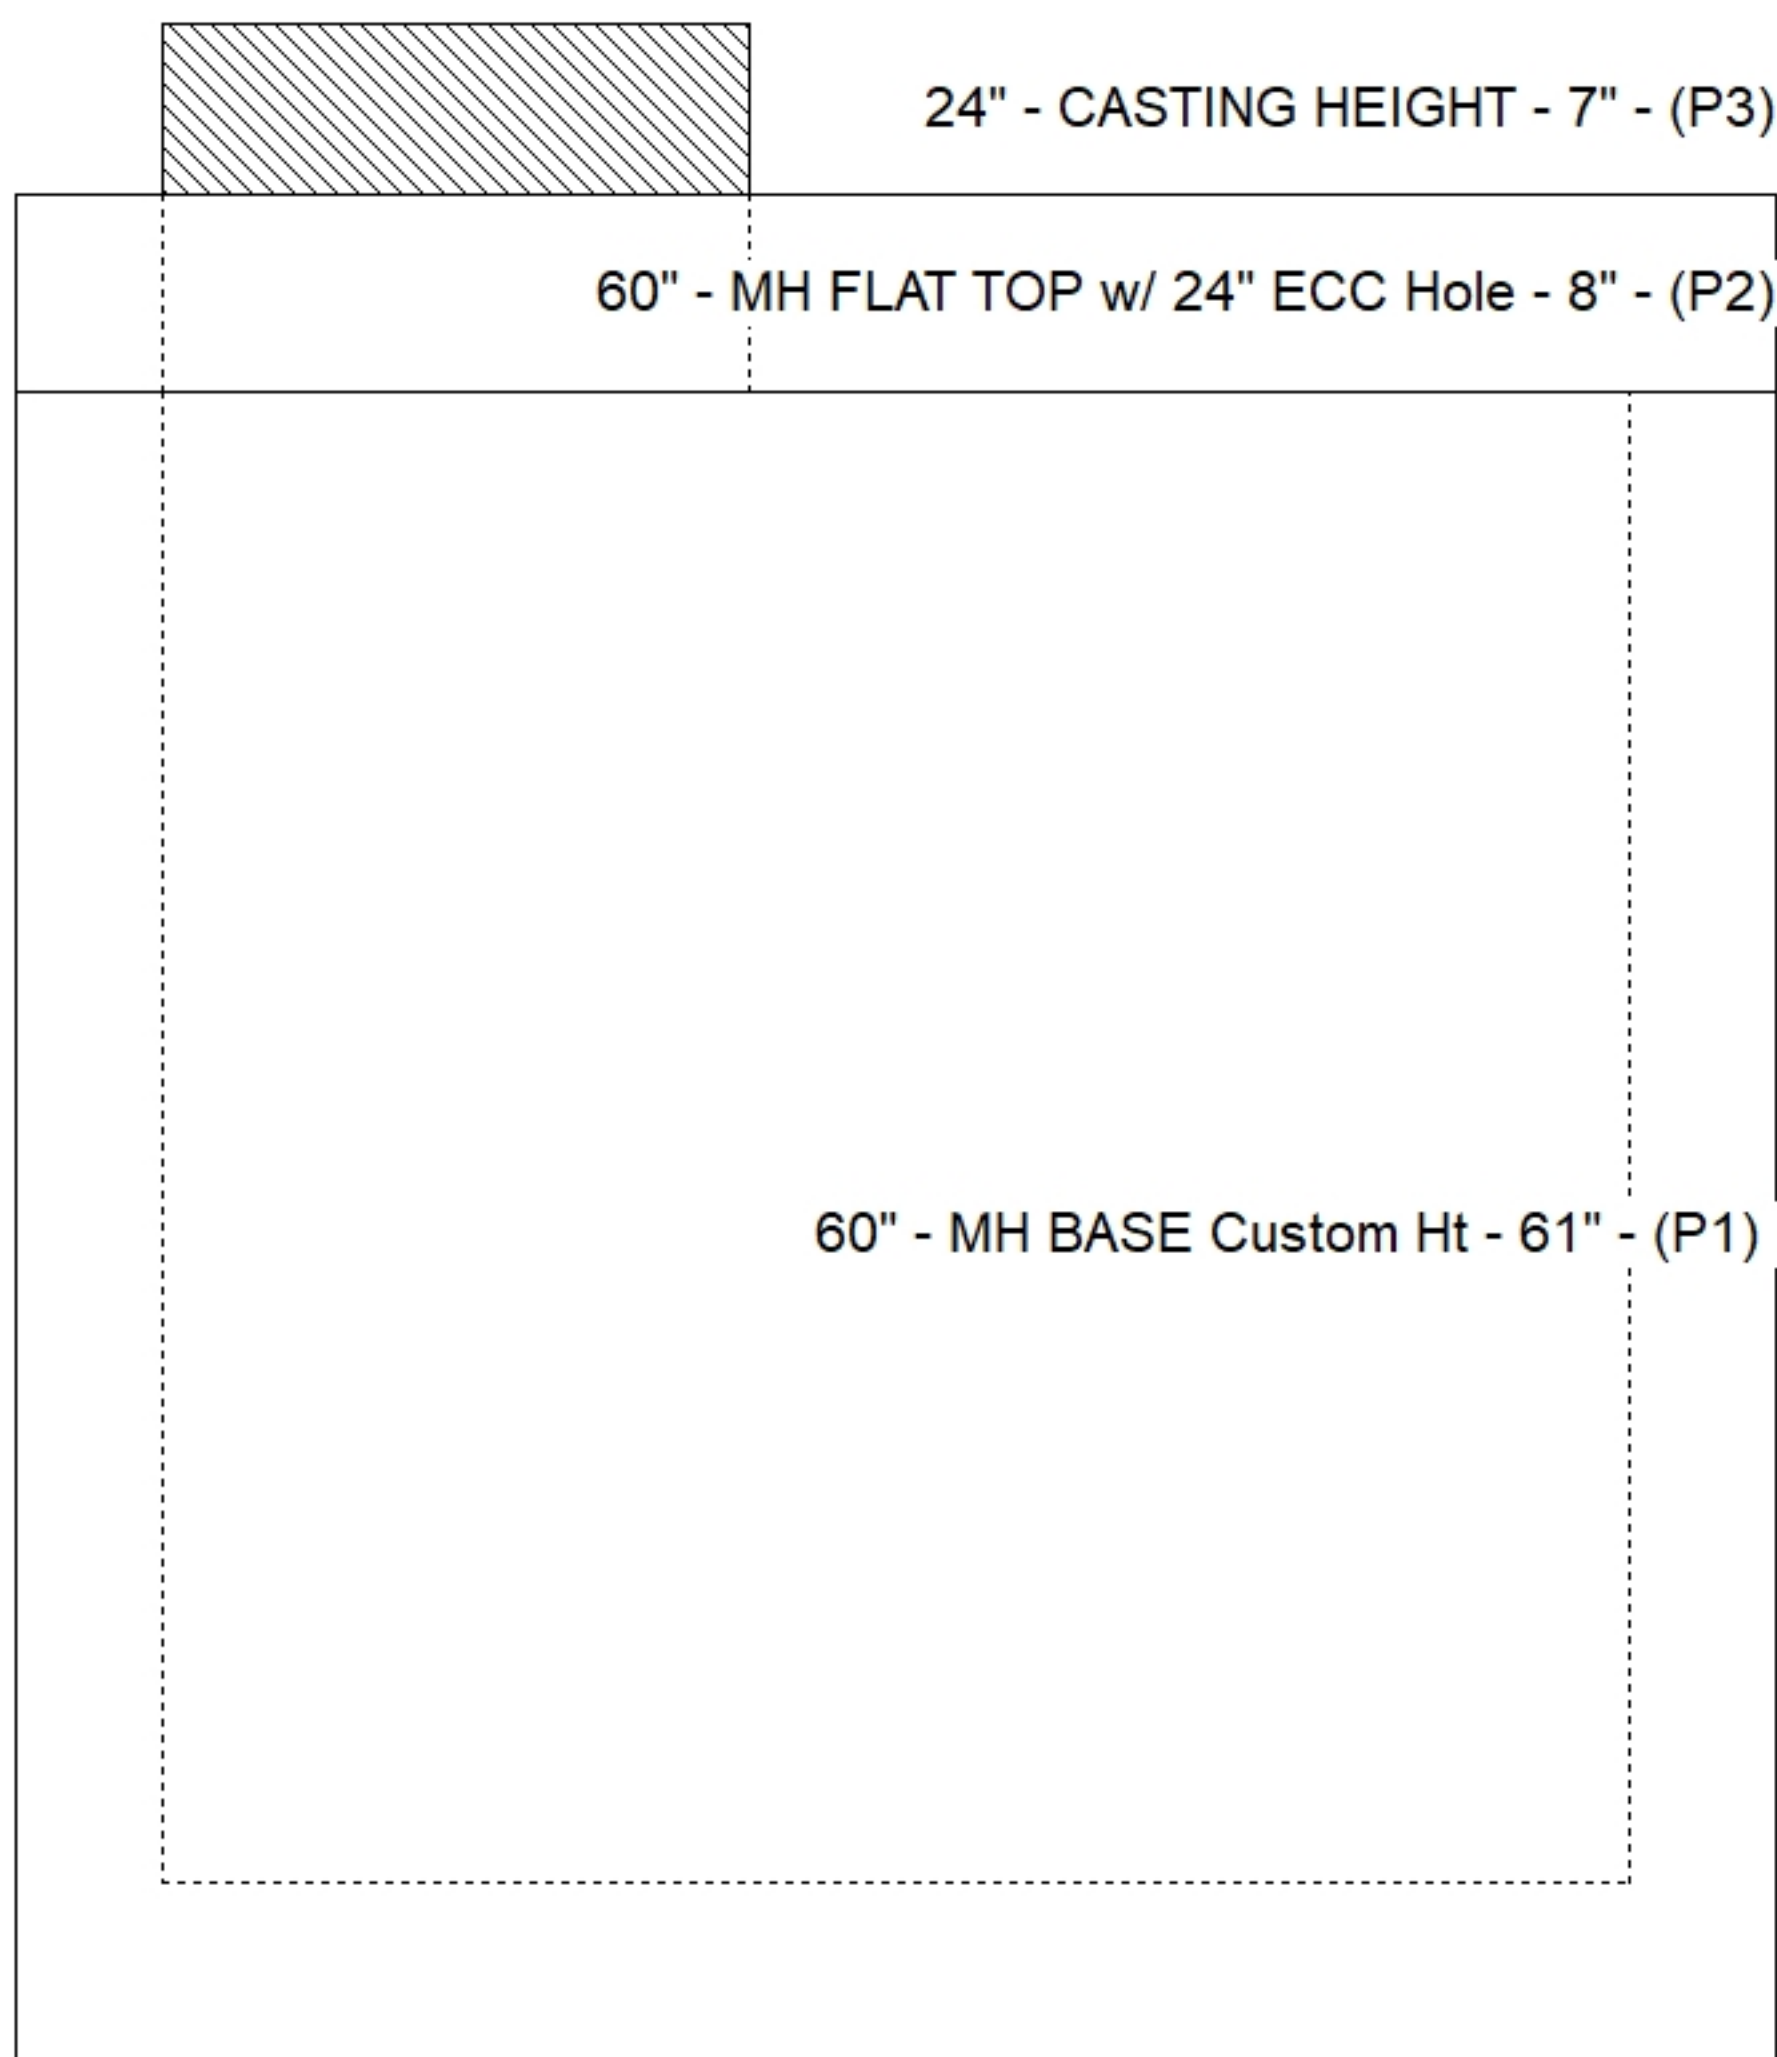 24" - CASTING HEIGHT - 7" - (P3)
60" - MH FLAT TOP w/ 24" ECC Hole - 8" - (P2)
60" - MH BASE Custom Ht - 61" - (P1)